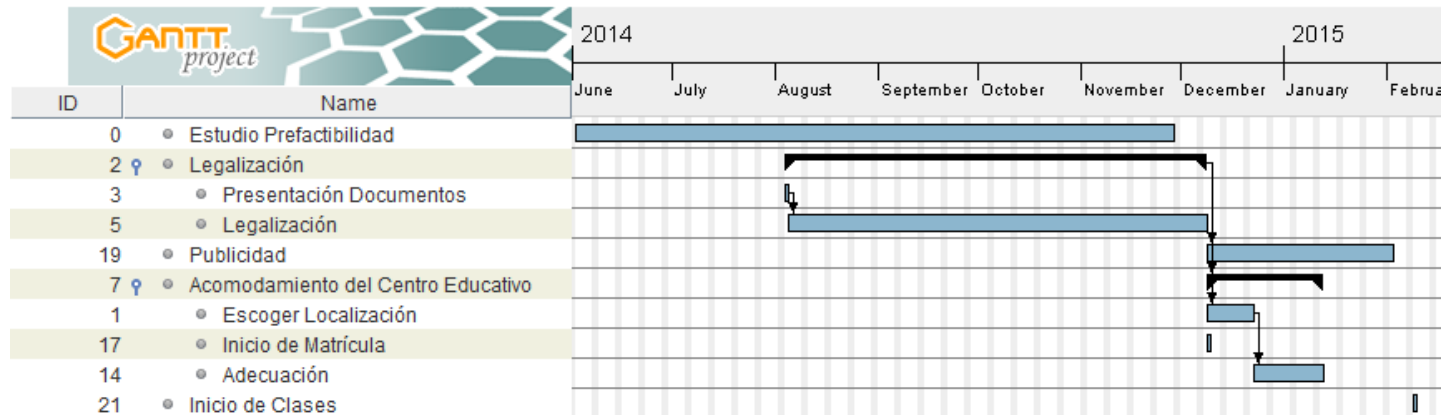 GANTT
project
2014 2015
June July August September October November December January Februa
ID Name
0 Estudio Prefactibilidad
2 Legalización
3 Presentación Documentos
5 Legalización
19 Publicidad
7 Acomodamiento del Centro Educativo
1 Escoger Localización
17 Inicio de Matrícula
14 Adecuación
21 Inicio de Clases